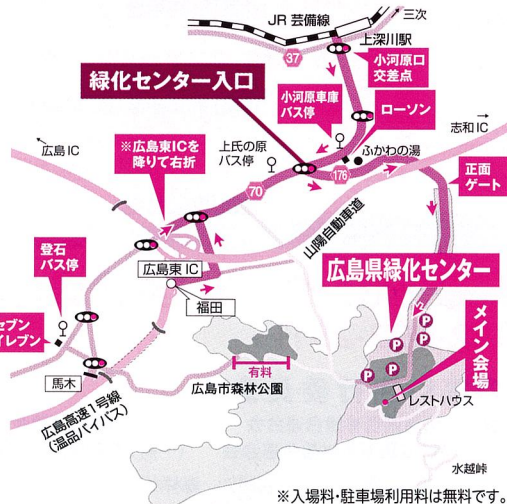 JR 芸備線
三次
上深川駅
37
小河原口
交差点
緑化センター入口
小河原車庫
バス停
ローソン
志和IC
広島IC
※広島東ICを
降りて右折
上氏の原
バス停
ふかわの湯
176
70
正面
ゲート
山陽自動車道
登石
バス停
広島東IC
広島県緑化センター
福田
セブン
イレブン
メイン会場
P
P
P
P
P
有料
馬木
広島市森林公園
レストハウス
広島高速1号線
(温品バイパス)
水越峠
※入場料・駐車場利用料は無料です。